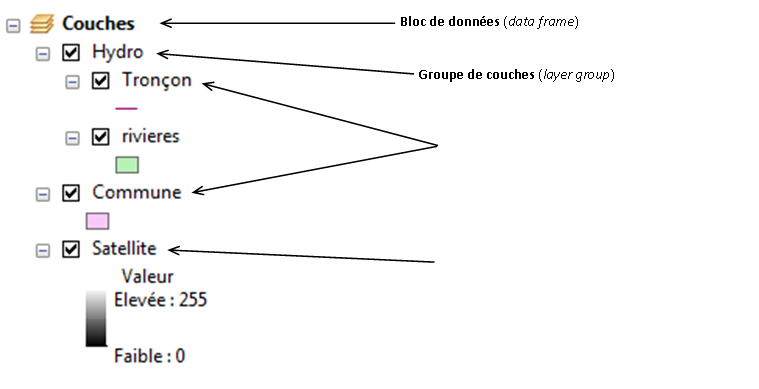 Couches
Bloc de données (data frame)
Hydro
Groupe de couches (layer group)
Tronçon
rivieres
Commune
Satellite
Valeur
Elevée : 255
Faible : 0